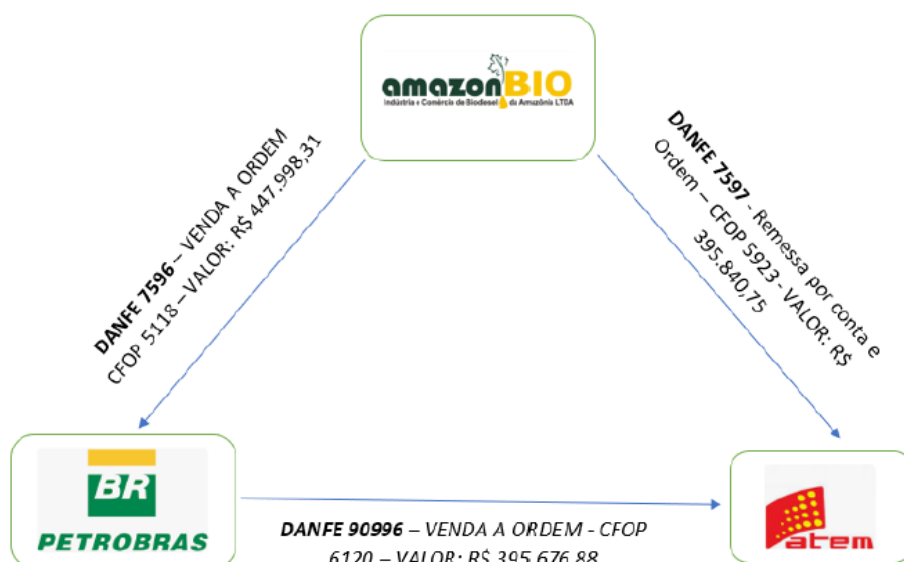 amazonBIO
Indústria e Comércio de Biodiesel da Amazônia LTDA
DANFE 7596 – VENDA A ORDEM
CFOP 5118 – VALOR: R$ 447.998,31
DANFE 7597 - Remessa por conta e
Ordem – CFOP 5923 - VALOR: R$
395.840,75
BR
PETROBRAS
DANFE 90996 – VENDA A ORDEM - CFOP
6120 – VALOR: R$ 395.676,88
atem